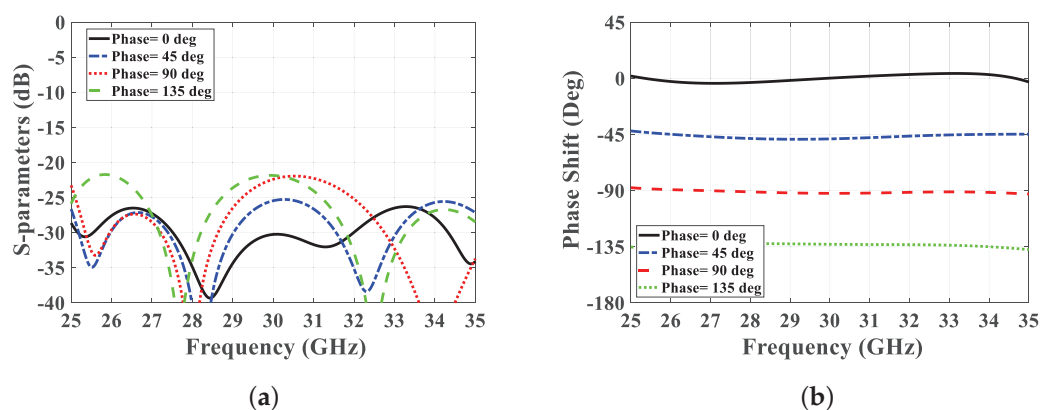 0
-5
-10
-15
-20
-25
-30
-35
-40
S-parameters (dB)
Phase= 0 deg
Phase= 45 deg
Phase= 90 deg
Phase= 135 deg
25 26 27 28 29 30 31 32 33 34 35
Frequency (GHz)
(a)
45
0
-45
-90
-135
-180
Phase Shift (Deg)
Phase= 0 deg
Phase= 45 deg
Phase= 90 deg
Phase= 135 deg
25 26 27 28 29 30 31 32 33 34 35
Frequency (GHz)
(b)